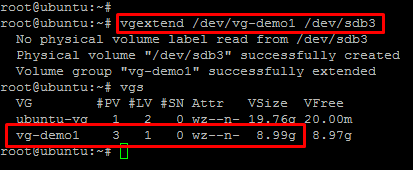 root@ubuntu:~#
root@ubuntu:~# vgextend /dev/vg-demo1 /dev/sdb3
  No physical volume label read from /dev/sdb3
  Physical volume "/dev/sdb3" successfully created
  Volume group "vg-demo1" successfully extended
root@ubuntu:~# vgs
  VG        #PV #LV #SN Attr   VSize  VFree
  ubuntu-vg   1   2   0 wz--n- 19.76g 20.00m
  vg-demo1    3   1   0 wz--n-  8.99g  8.97g
root@ubuntu:~#